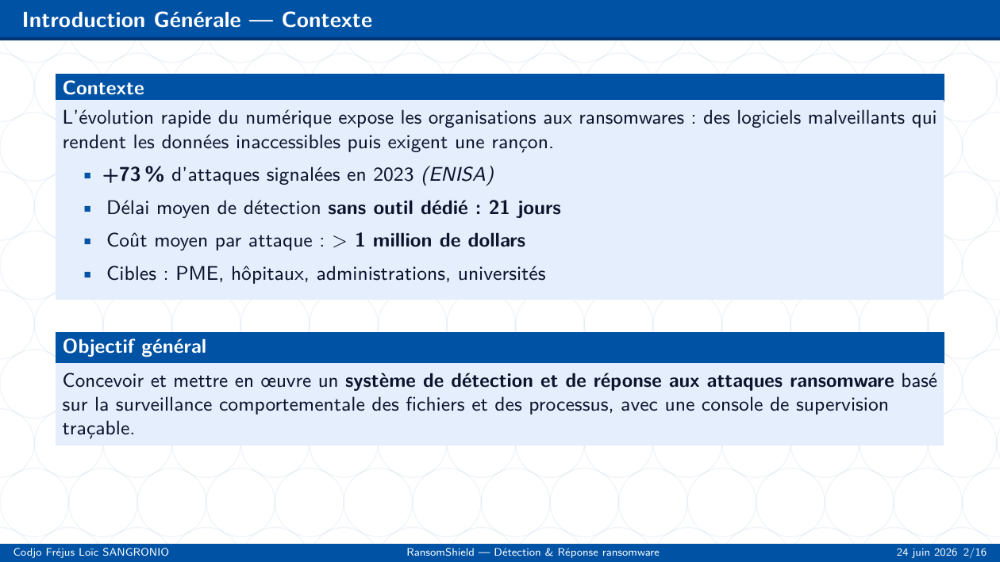 Introduction Générale — Contexte
Contexte
L'évolution rapide du numérique expose les organisations aux ransomwares : des logiciels malveillants qui
rendent les données inaccessibles puis exigent une rançon.
▪ +73 % d'attaques signalées en 2023 (ENISA)
▪ Délai moyen de détection sans outil dédié : 21 jours
▪ Coût moyen par attaque : > 1 million de dollars
▪ Cibles : PME, hôpitaux, administrations, universités
Objectif général
Concevoir et mettre en œuvre un système de détection et de réponse aux attaques ransomware basé
sur la surveillance comportementale des fichiers et des processus, avec une console de supervision
traçable.
Codjo Fréjus Loïc SANGRONIO RansomShield — Détection & Réponse ransomware 24 juin 2026 2/16